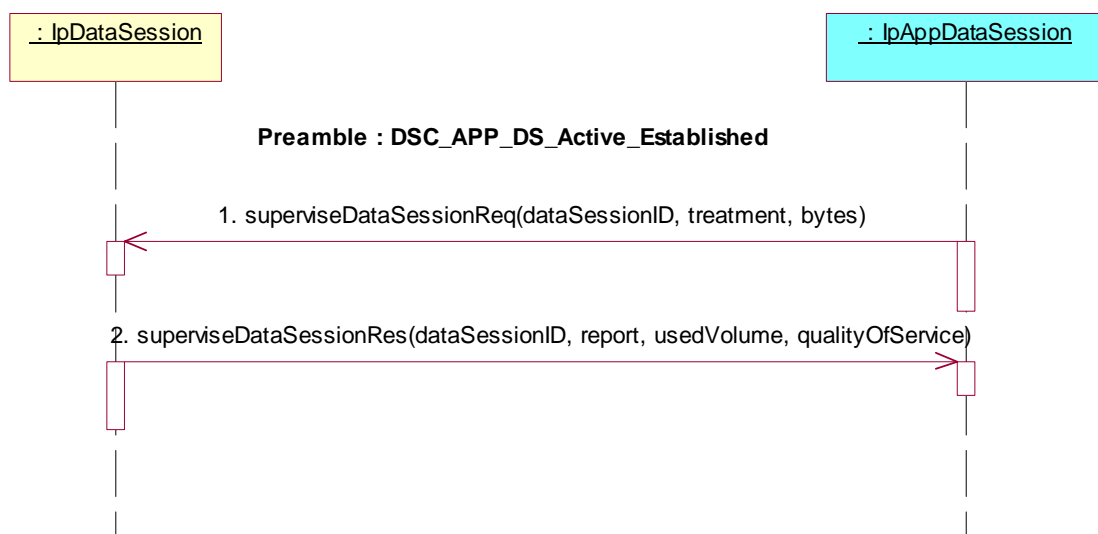 : IpDataSession
: IpAppDataSession
Preamble : DSC_APP_DS_Active_Established
1. superviseDataSessionReq(dataSessionID, treatment, bytes)
2. superviseDataSessionRes(dataSessionID, report, usedVolume, qualityOfService)